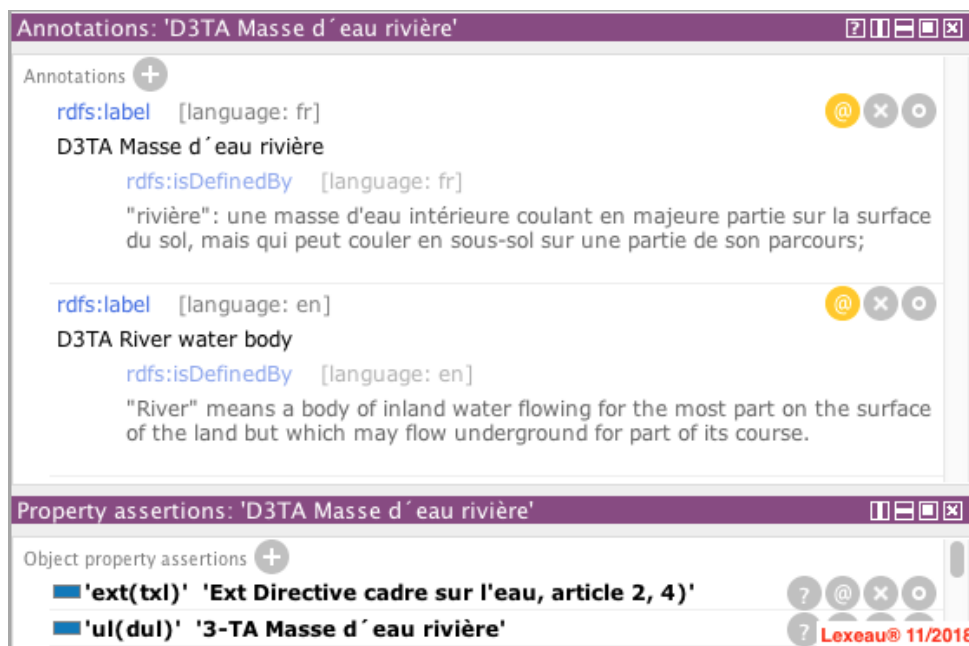 Annotations: 'D3TA Masse d´eau rivière'
Annotations
rdfs:label [language: fr]
D3TA Masse d´eau rivière
rdfs:isDefinedBy [language: fr]
"rivière": une masse d'eau intérieure coulant en majeure partie sur la surface
du sol, mais qui peut couler en sous-sol sur une partie de son parcours;
rdfs:label [language: en]
D3TA River water body
rdfs:isDefinedBy [language: en]
"River" means a body of inland water flowing for the most part on the surface
of the land but which may flow underground for part of its course.
Property assertions: 'D3TA Masse d´eau rivière'
Object property assertions
'ext(txl)' 'Ext Directive cadre sur l'eau, article 2, 4)'
'ul(dul)' '3-TA Masse d´eau rivière'
Lexeau® 11/2018